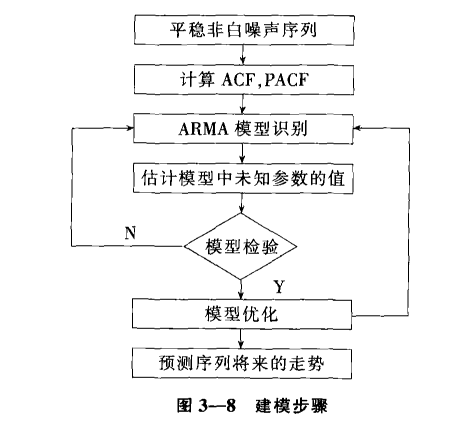 平稳非白噪声序列
计算 ACF,PACF
ARMA 模型识别
估计模型中未知参数的值
N
模型检验
Y
模型优化
预测序列将来的走势
图 3—8 建模步骤